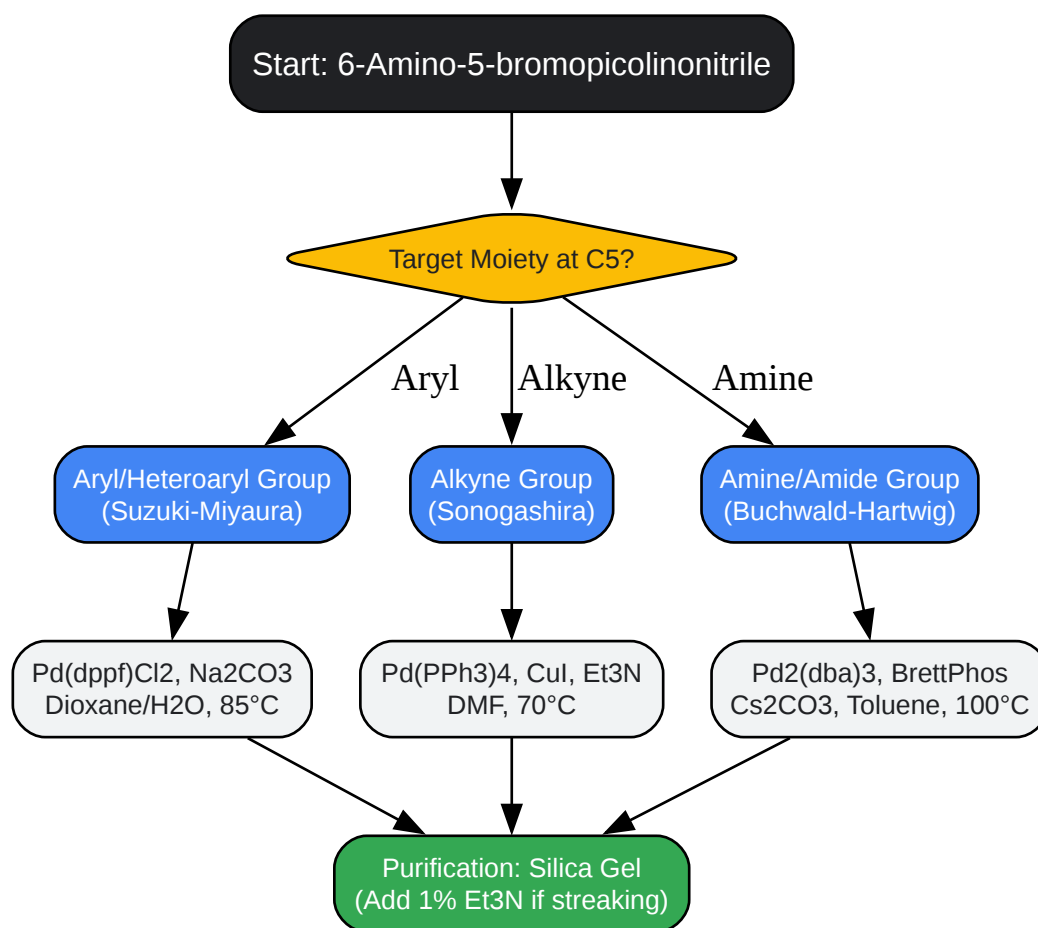 Start: 6-Amino-5-bromopicolinonitrile
Target Moiety at C5?
Aryl
Alkyne
Amine
Aryl/Heteroaryl Group
(Suzuki-Miyaura)
Alkyne Group
(Sonogashira)
Amine/Amide Group
(Buchwald-Hartwig)
Pd(dppf)Cl2, Na2CO3
Dioxane/H2O, 85°C
Pd(PPh3)4, CuI, Et3N
DMF, 70°C
Pd2(dba)3, BrettPhos
Cs2CO3, Toluene, 100°C
Purification: Silica Gel
(Add 1% Et3N if streaking)